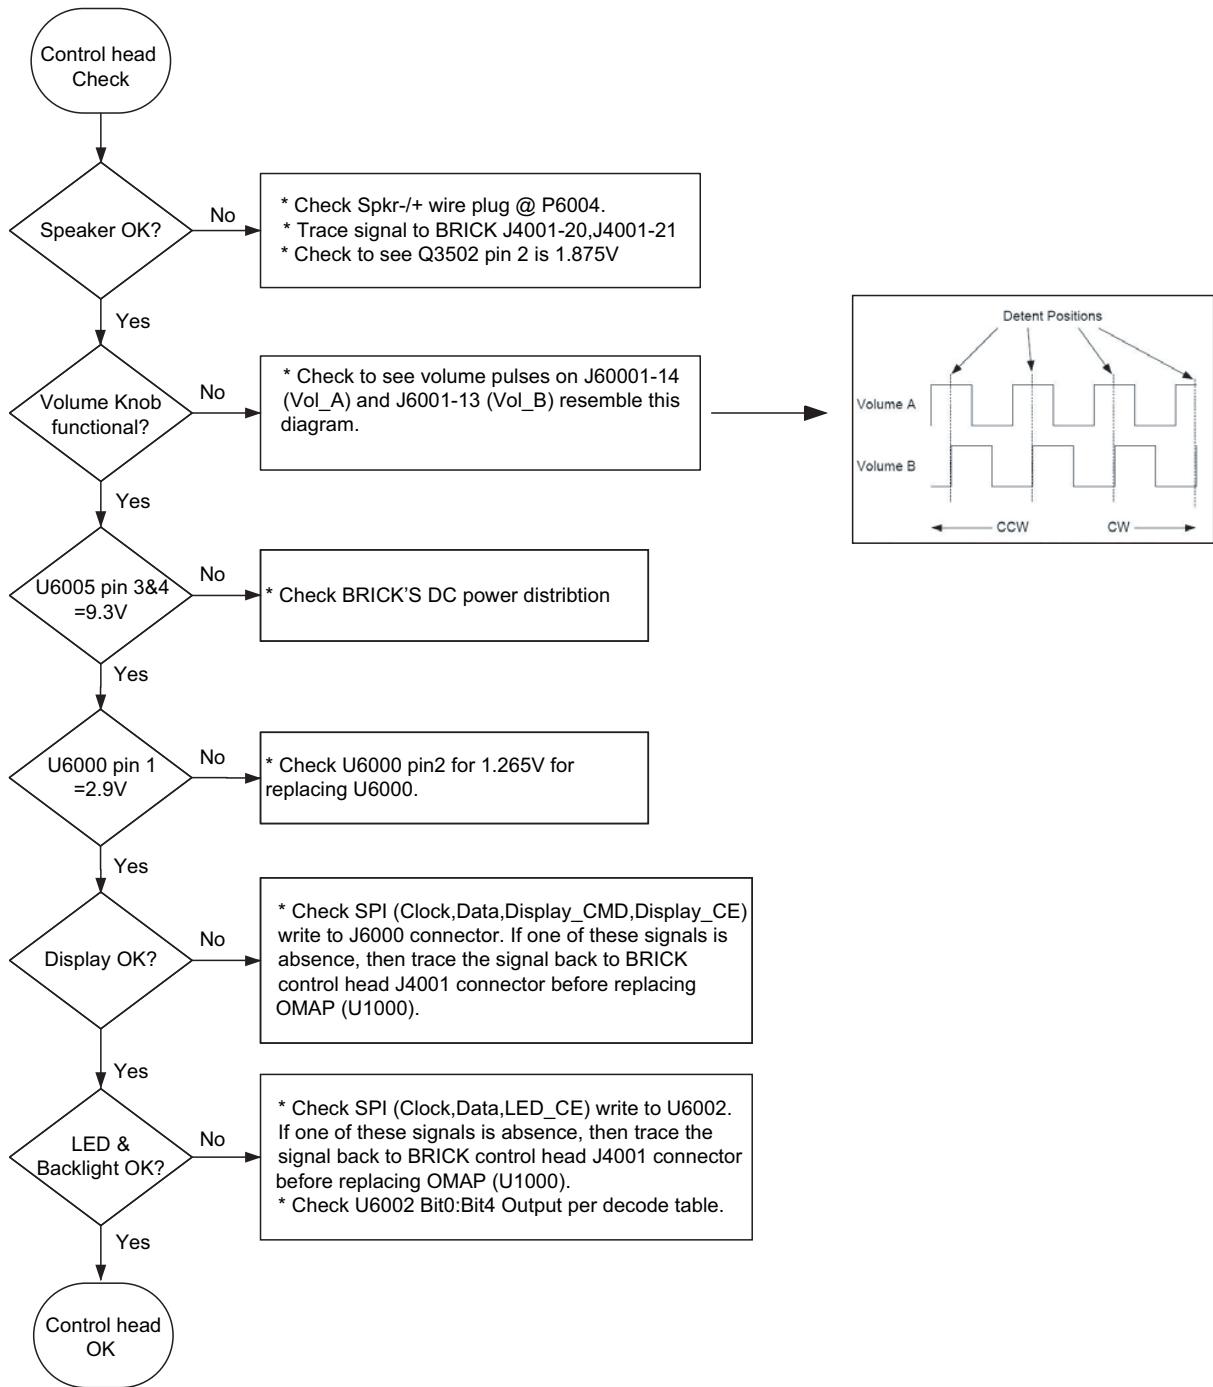 Control head
Check
Speaker OK?
No
* Check Spkr-/+ wire plug @ P6004.
* Trace signal to BRICK J4001-20,J4001-21
* Check to see Q3502 pin 2 is 1.875V
Yes
Volume Knob
functional?
No
* Check to see volume pulses on J60001-14
(Vol_A) and J6001-13 (Vol_B) resemble this
diagram.
Detent Positions
Volume A
Volume B
CCW
CW
Yes
U6005 pin 3&4
=9.3V
No
* Check BRICK'S DC power distribtion
Yes
U6000 pin 1
=2.9V
No
* Check U6000 pin2 for 1.265V for
replacing U6000.
Yes
Display OK?
No
* Check SPI (Clock,Data,Display_CMD,Display_CE)
write to J6000 connector. If one of these signals is
absence, then trace the signal back to BRICK
control head J4001 connector before replacing
OMAP (U1000).
Yes
LED &
Backlight OK?
No
* Check SPI (Clock,Data,LED_CE) write to U6002.
If one of these signals is absence, then trace the
signal back to BRICK control head J4001 connector
before replacing OMAP (U1000).
* Check U6002 Bit0:Bit4 Output per decode table.
Yes
Control head
OK